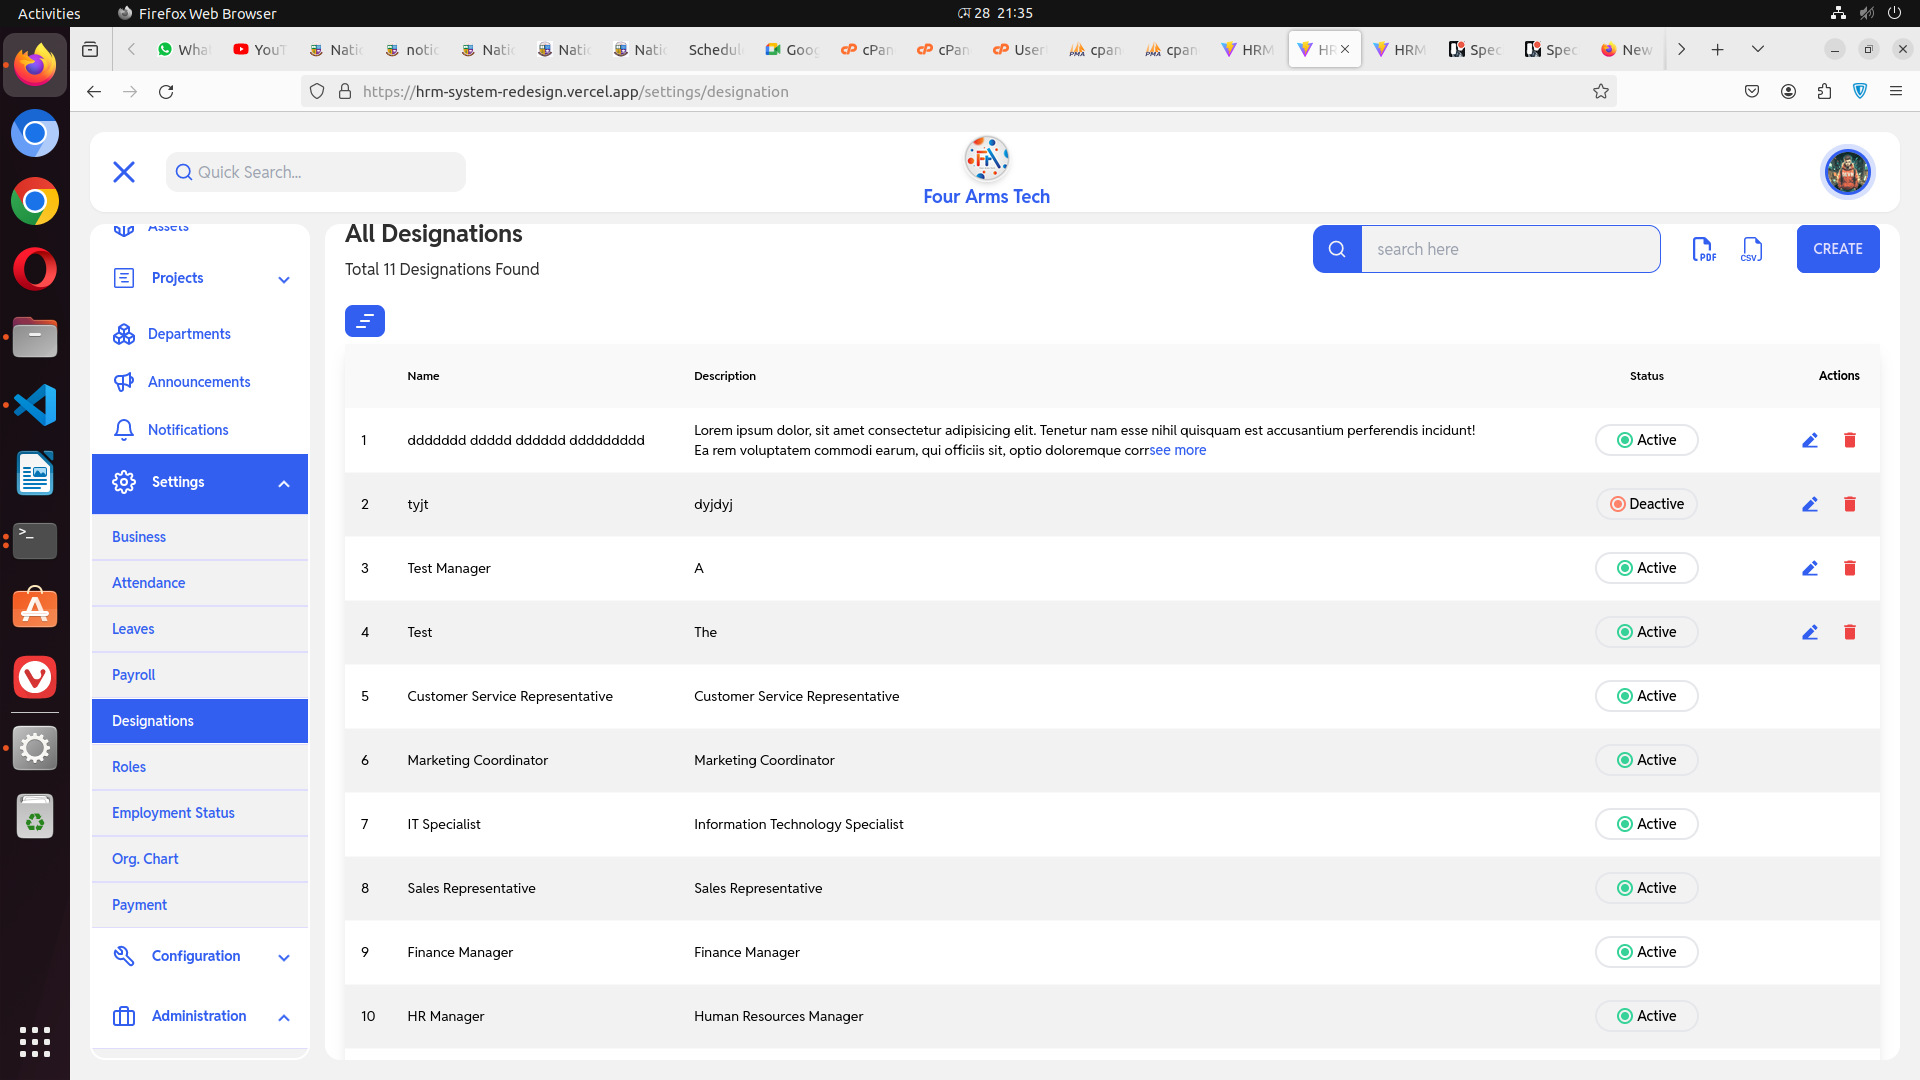 Activities
Firefox Web Browser
28 21:35
What
YouT
Natio
notic
Natio
Natio
Natio
Schedul
Goog
cPan
cPan
User
cpan
cpan
HRM
HR
HRM
Spec
Spec
New
https://hrm-system-redesign.vercel.app/settings/designation
Quick Search...
Four Arms Tech
Assets
Projects
Departments
Announcements
Notifications
Settings
Business
Attendance
Leaves
Payroll
Designations
Roles
Employment Status
Org. Chart
Payment
Configuration
Administration
All Designations
Total 11 Designations Found
search here
PDF
CSV
CREATE
Name Description Status Actions
1 ddddddd ddddd dddddd ddddddddd Lorem ipsum dolor, sit amet consectetur adipisicing elit. Tenetur nam esse nihil quisquam est accusantium perferendis incidunt! Active
Ea rem voluptatem commodi earum, qui officiis sit, optio doloremque corrsee more
2 tyjt dyjdyj Deactive
3 Test Manager A Active
4 Test The Active
5 Customer Service Representative Customer Service Representative Active
6 Marketing Coordinator Marketing Coordinator Active
7 IT Specialist Information Technology Specialist Active
8 Sales Representative Sales Representative Active
9 Finance Manager Finance Manager Active
10 HR Manager Human Resources Manager Active